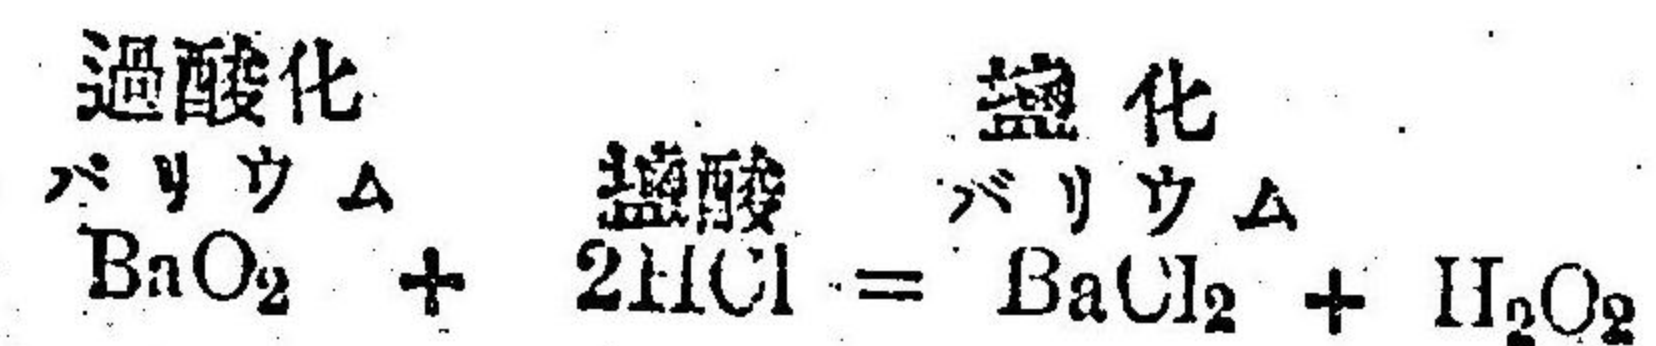 過酸化 鹽化
バリウム 鹽酸 バリウム
BaO₂ + 2HCl = BaCl₂ + H₂O₂